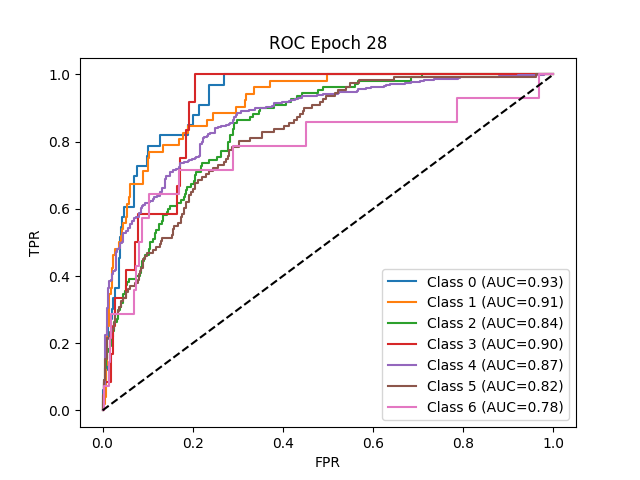 ROC Epoch 28
TPR
1.0
0.8
0.6
0.4
0.2
0.0
Class 0 (AUC=0.93)
Class 1 (AUC=0.91)
Class 2 (AUC=0.84)
Class 3 (AUC=0.90)
Class 4 (AUC=0.87)
Class 5 (AUC=0.82)
Class 6 (AUC=0.78)
0.0 0.2 0.4 0.6 0.8 1.0
FPR